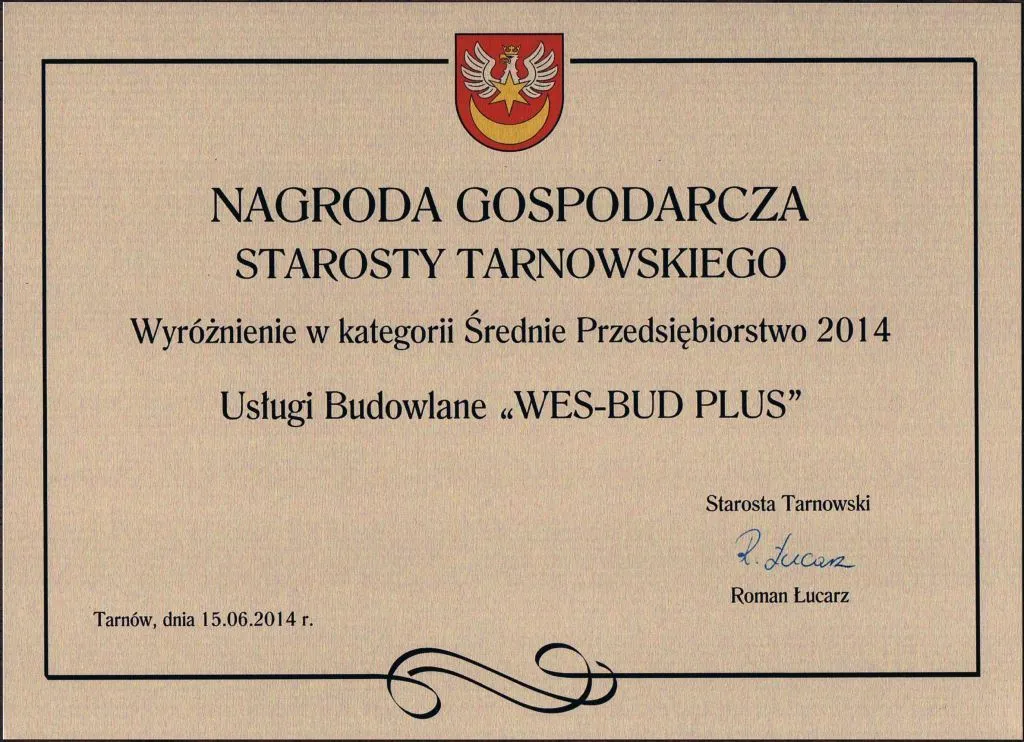 NAGRODA GOSPODARCZA
STAROSTY TARNOWSKIEGO
Wyróżnienie w kategorii Średnie Przedsiębiorstwo 2014
Usługi Budowlane „WES-BUD PLUS”
Starosta Tarnowski
R. Łucarz
Roman Łucarz
Tarnów, dnia 15.06.2014 r.